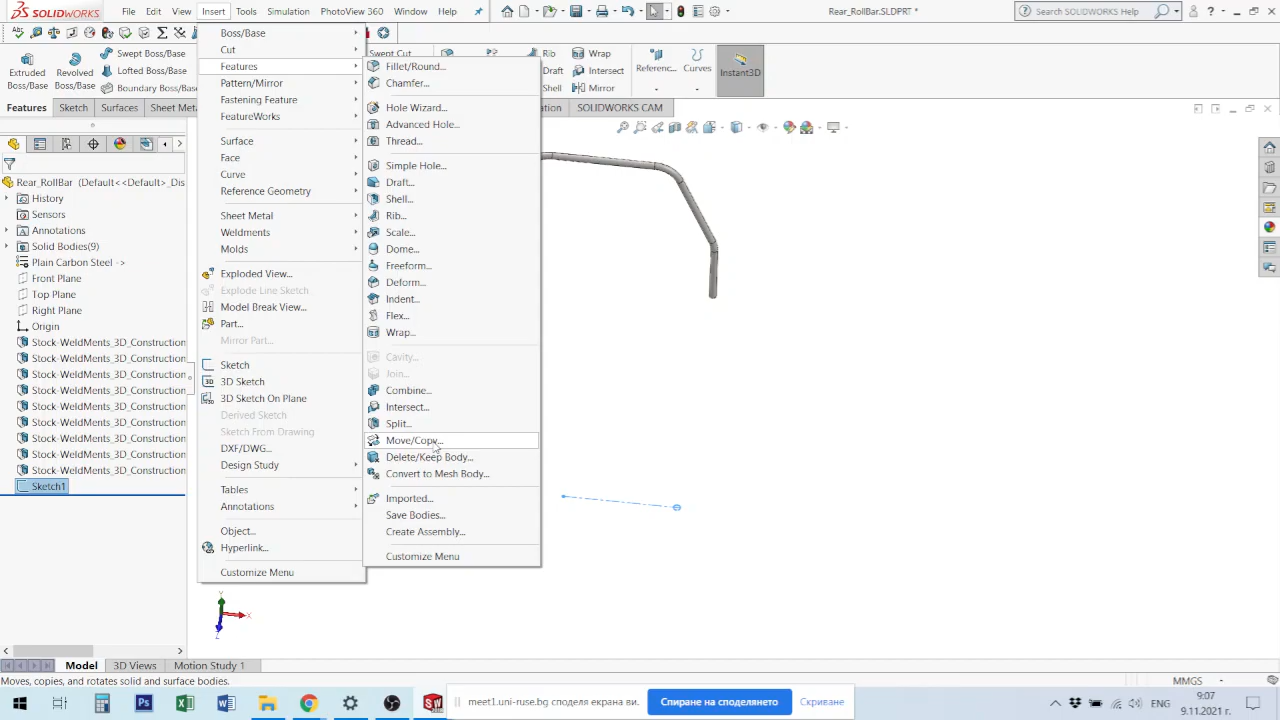 SOLIDWORKS File Edit View Insert Tools Simulation PhotoView 360 Window Help Rear_RollBar.SLDPRT * Search SOLIDWORKS Help
Extruded Boss/Base
Revolved Boss/Base
Swept Boss/Base
Lofted Boss/Base
Boundary Boss/Base
Swept Cut
Rib
Draft
Shell
Wrap
Intersect
Mirror
Referenc...
Curves
Instant3D
Features Sketch Surfaces Sheet Met
SOLIDWORKS CAM
Rear_RollBar (Default<<Default>_Dis
History
Sensors
Annotations
Solid Bodies(9)
Plain Carbon Steel ->
Front Plane
Top Plane
Right Plane
Origin
Stock-WeldMents_3D_Construction
Stock-WeldMents_3D_Construction
Stock-WeldMents_3D_Construction
Stock-WeldMents_3D_Construction
Stock-WeldMents_3D_Construction
Stock-WeldMents_3D_Construction
Stock-WeldMents_3D_Construction
Stock-WeldMents_3D_Construction
Stock-WeldMents_3D_Construction
Sketch1
Boss/Base
Cut
Features
Pattern/Mirror
Fastening Feature
FeatureWorks
Surface
Face
Curve
Reference Geometry
Sheet Metal
Weldments
Molds
Exploded View...
Explode Line Sketch
Model Break View...
Part...
Mirror Part...
Sketch
3D Sketch
3D Sketch On Plane
Derived Sketch
Sketch From Drawing
DXF/DWG...
Design Study
Tables
Annotations
Object...
Hyperlink...
Customize Menu
Fillet/Round...
Chamfer...
Hole Wizard...
Advanced Hole...
Thread...
Simple Hole...
Draft...
Shell...
Rib...
Scale...
Dome...
Freeform...
Deform...
Indent...
Flex...
Wrap...
Cavity...
Join...
Combine...
Intersect...
Split...
Move/Copy...
Delete/Keep Body...
Convert to Mesh Body...
Imported...
Save Bodies...
Create Assembly...
Customize Menu
Y
X
Z
Model 3D Views Motion Study 1
Moves, copies, and rotates solid and surface bodies. MMGS
meet1.uni-ruse.bg споделя екрана ви. Спиране на споделянето Скриване
9:07
9.11.2021 г.